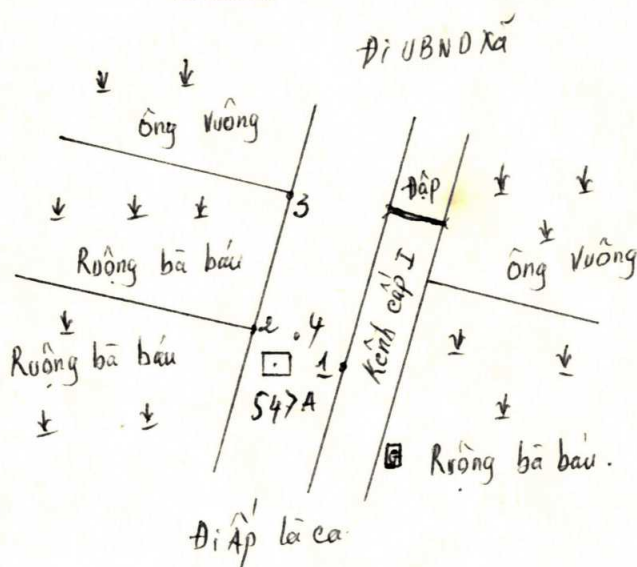 Đi UBND Xã
Ông Vuông
3
Đập
Ruộng bà báu
Ông Vuông
Kênh cấp I
2
.4
Ruộng bà báu
1
547A
G
Ruộng bà báu.
Đi Ấp là ca